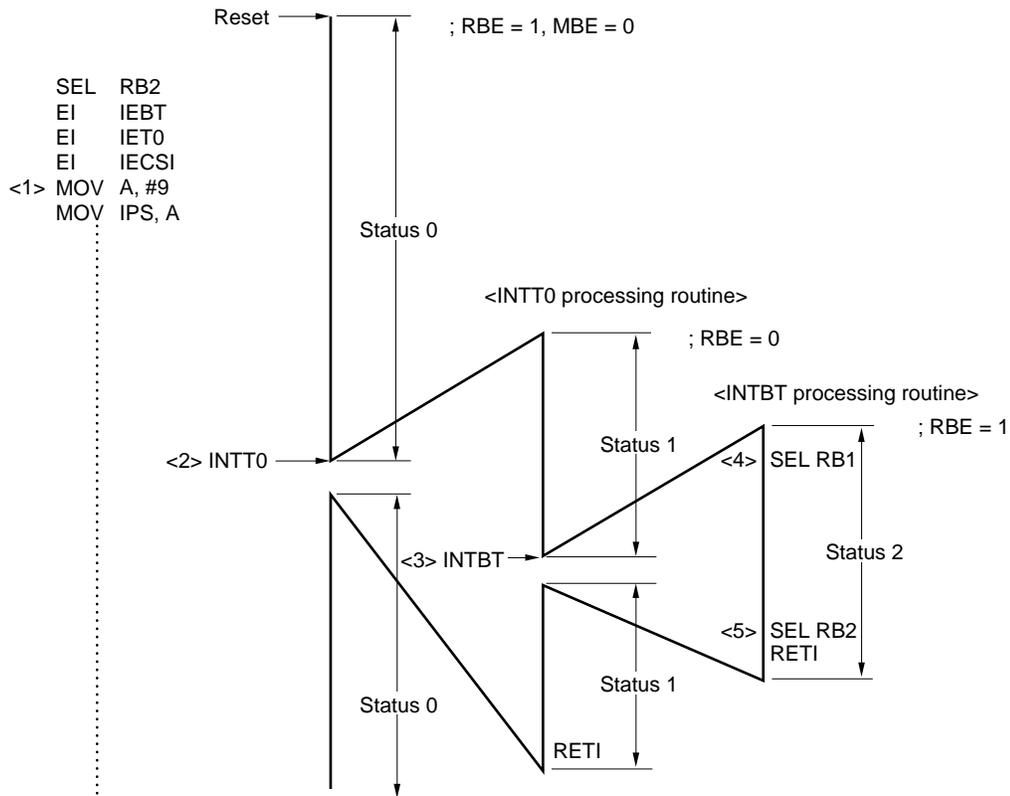 Reset
; RBE = 1, MBE = 0
SEL RB2
EI IEBT
EI IET0
EI IECSI
<1> MOV A, #9
MOV IPS, A
Status 0
<INTT0 processing routine>
; RBE = 0
<INTBT processing routine>
; RBE = 1
Status 1
<2> INTT0
<4> SEL RB1
Status 2
<3> INTBT
<5> SEL RB2
RETI
Status 1
Status 0
RETI